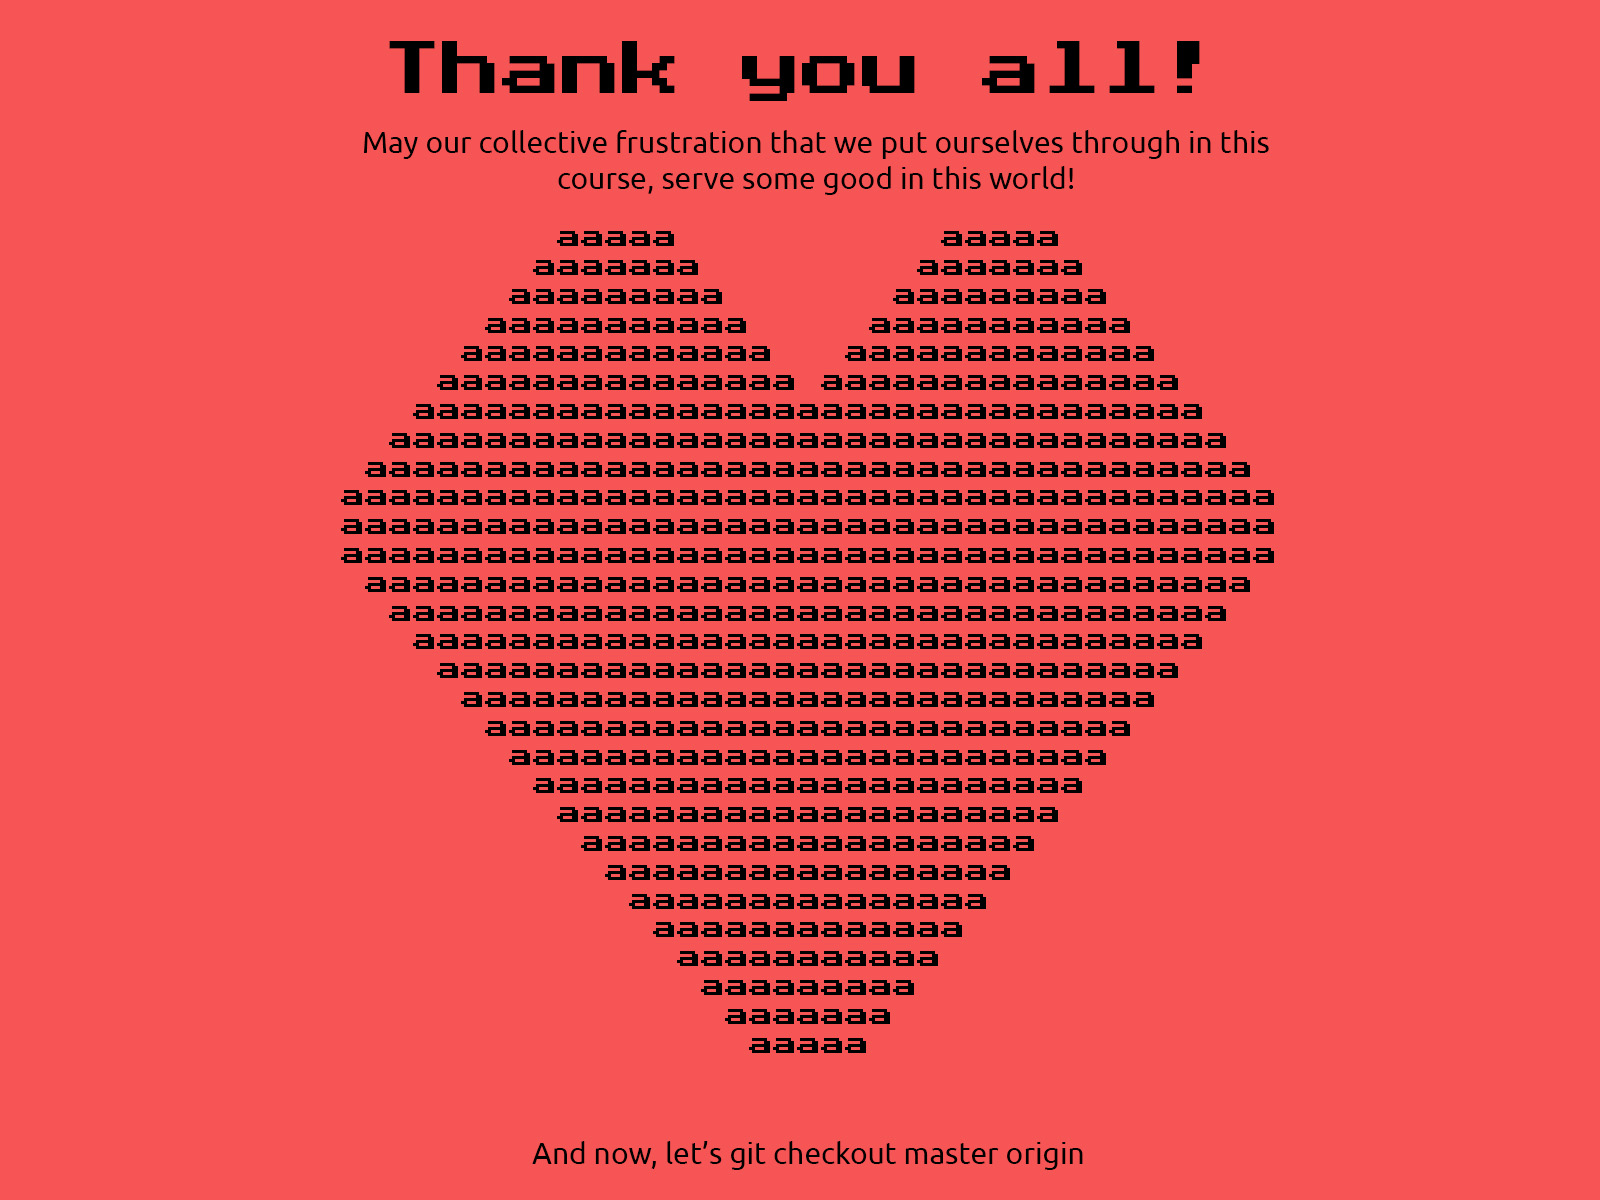 Thank you all!
May our collective frustration that we put ourselves through in this
course, serve some good in this world!
aaaaa aaaaa
aaaaaaa aaaaaaa
aaaaaaaaa aaaaaaaaa
aaaaaaaaaaa aaaaaaaaaaa
aaaaaaaaaaaaa aaaaaaaaaaaaa
aaaaaaaaaaaaaaa aaaaaaaaaaaaaaa
aaaaaaaaaaaaaaaaaaaaaaaaaaaaaaaaa
aaaaaaaaaaaaaaaaaaaaaaaaaaaaaaaaaaa
aaaaaaaaaaaaaaaaaaaaaaaaaaaaaaaaaaaaa
aaaaaaaaaaaaaaaaaaaaaaaaaaaaaaaaaaaaaaa
aaaaaaaaaaaaaaaaaaaaaaaaaaaaaaaaaaaaaaa
aaaaaaaaaaaaaaaaaaaaaaaaaaaaaaaaaaaaaaa
aaaaaaaaaaaaaaaaaaaaaaaaaaaaaaaaaaaaa
aaaaaaaaaaaaaaaaaaaaaaaaaaaaaaaaaaa
aaaaaaaaaaaaaaaaaaaaaaaaaaaaaaaaa
aaaaaaaaaaaaaaaaaaaaaaaaaaaaaaa
aaaaaaaaaaaaaaaaaaaaaaaaaaaaa
aaaaaaaaaaaaaaaaaaaaaaaaaaa
aaaaaaaaaaaaaaaaaaaaaaaaa
aaaaaaaaaaaaaaaaaaaaaaa
aaaaaaaaaaaaaaaaaaaaa
aaaaaaaaaaaaaaaaaaa
aaaaaaaaaaaaaaaaa
aaaaaaaaaaaaaaa
aaaaaaaaaaaaa
aaaaaaaaaaa
aaaaaaaaa
aaaaaaa
aaaaa
And now, let’s git checkout master origin